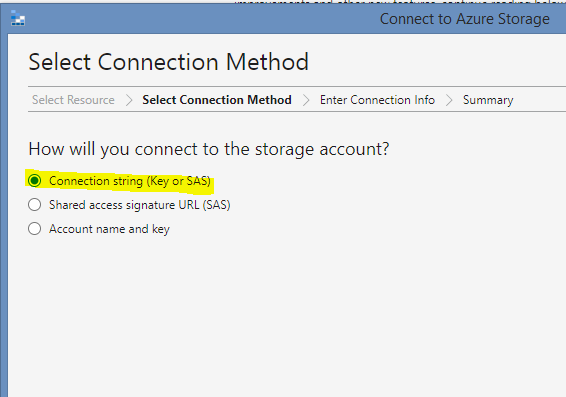 Connect to Azure Storage
Select Connection Method
Select Resource > Select Connection Method > Enter Connection Info > Summary
How will you connect to the storage account?
Connection string (Key or SAS)
Shared access signature URL (SAS)
Account name and key